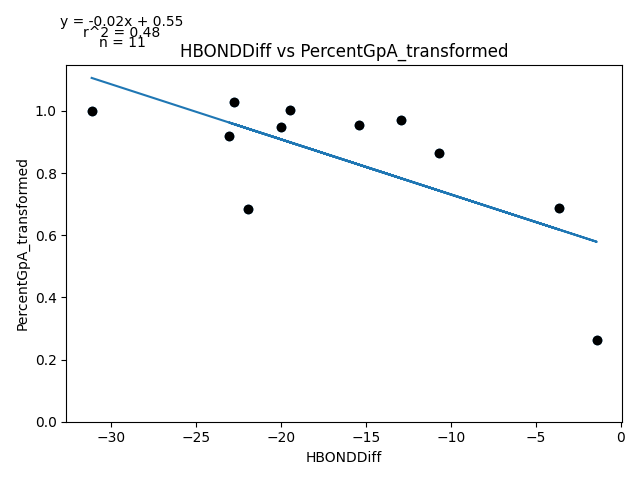 y = -0.02x + 0.55
r^2 = 0.48
n = 11
HBONDDiff vs PercentGpA_transformed
PercentGpA_transformed
1.0
0.8
0.6
0.4
0.2
0.0
−30
−25
−20
−15
−10
−5
0
HBONDDiff